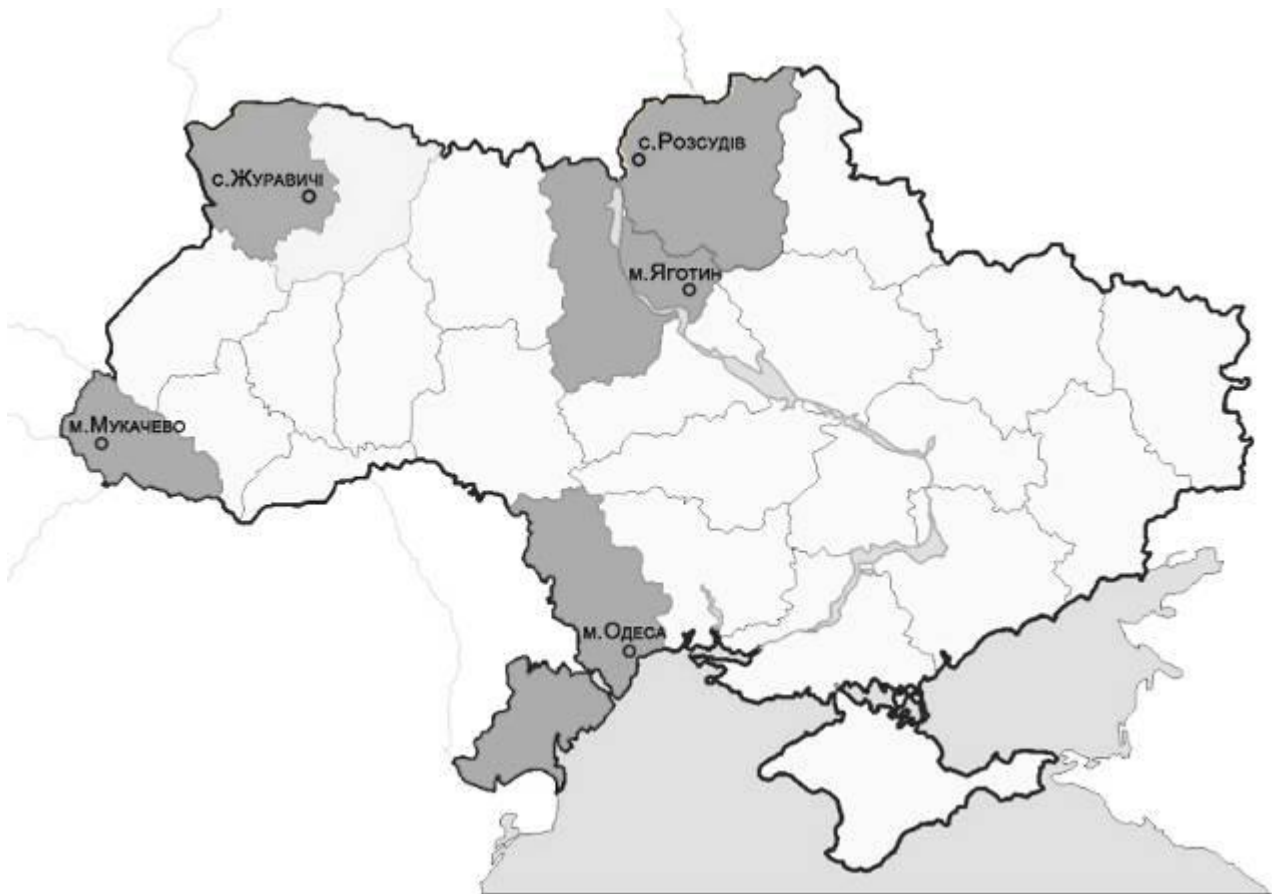 с.Розсудів
с.Журавичі
м.Яготин
м.Мукачево
м.Одеса